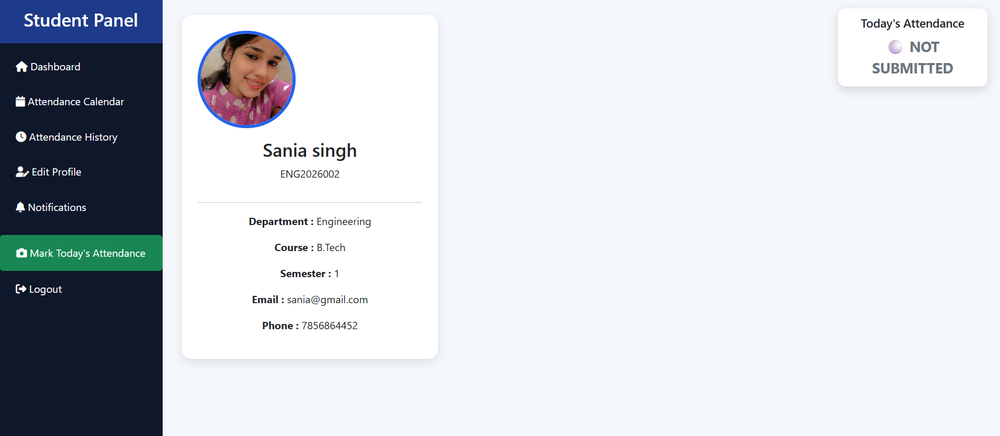 Student Panel
Dashboard
Attendance Calendar
Attendance History
Edit Profile
Notifications
Mark Today's Attendance
Logout
Sania singh
ENG2026002
Department : Engineering
Course : B.Tech
Semester : 1
Email : sania@gmail.com
Phone : 7856864452
Today's Attendance
NOT
SUBMITTED